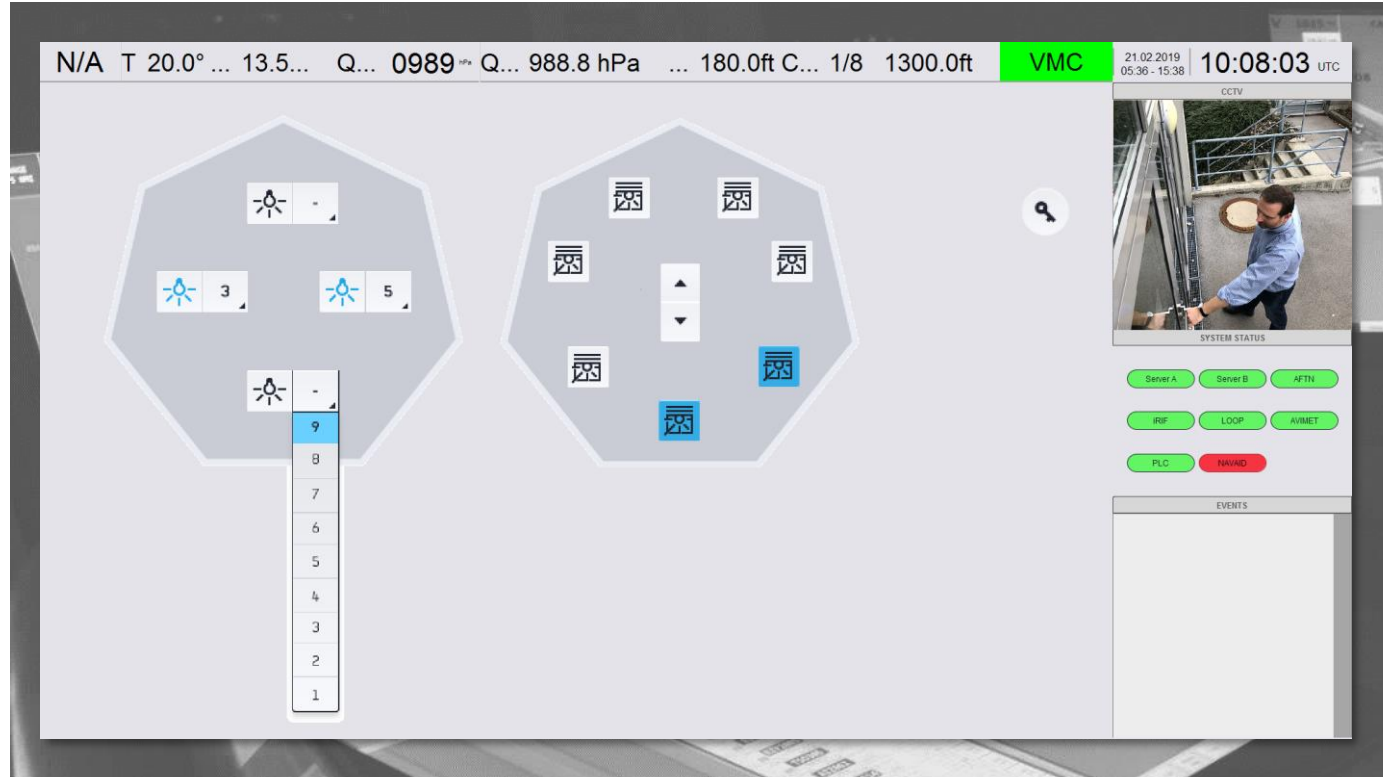 N/A T 20.0° ... 13.5... Q... 0989 hPa Q... 988.8 hPa ... 180.0ft C... 1/8 1300.0ft VMC
21.02.2019
05:36 - 15:38
10:08:03 UTC
CCTV
-
3
5
-
9
8
7
6
5
4
3
2
1
SYSTEM STATUS
Server A Server B AFTN
IRIF LOOP AVIMET
PLC NAVAID
EVENTS